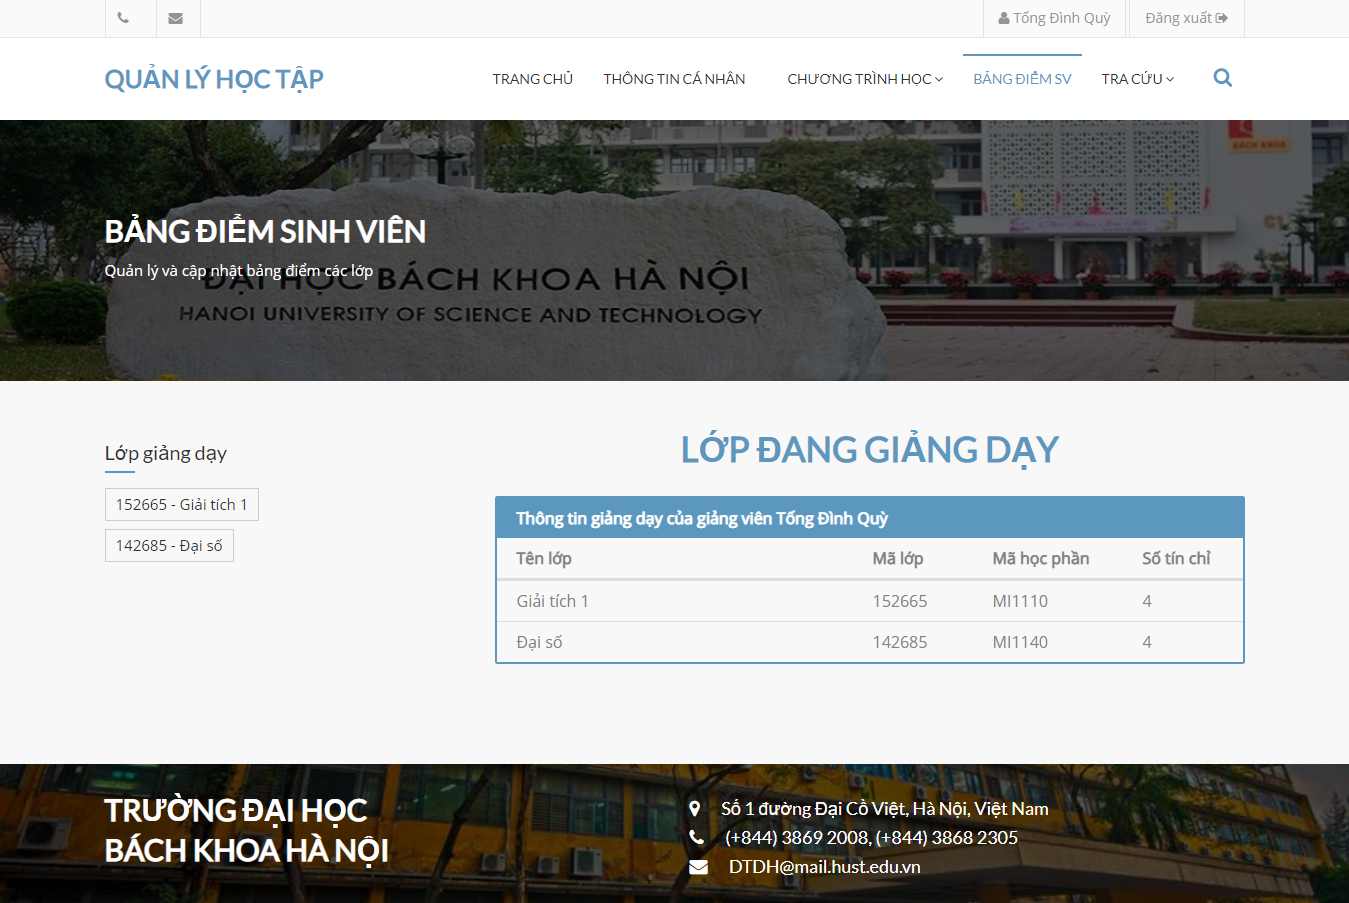 Tống Đình Quỳ
Đăng xuất
QUẢN LÝ HỌC TẬP
TRANG CHỦ
THÔNG TIN CÁ NHÂN
CHƯƠNG TRÌNH HỌC
BẢNG ĐIỂM SV
TRA CỨU
BÁCH KHOA
C1
BẢNG ĐIỂM SINH VIÊN
Quản lý và cập nhật bảng điểm các lớp
ĐẠI HỌC BÁCH KHOA HÀ NỘI
HANOI UNIVERSITY OF SCIENCE AND TECHNOLOGY
Lớp giảng dạy
152665 - Giải tích 1
142685 - Đại số
LỚP ĐANG GIẢNG DẠY
Thông tin giảng dạy của giảng viên Tống Đình Quỳ
Tên lớp Mã lớp Mã học phần Số tín chỉ
Giải tích 1 152665 MI1110 4
Đại số 142685 MI1140 4
TRƯỜNG ĐẠI HỌC
BÁCH KHOA HÀ NỘI
Số 1 đường Đại Cồ Việt, Hà Nội, Việt Nam
(+844) 3869 2008, (+844) 3868 2305
DTDH@mail.hust.edu.vn